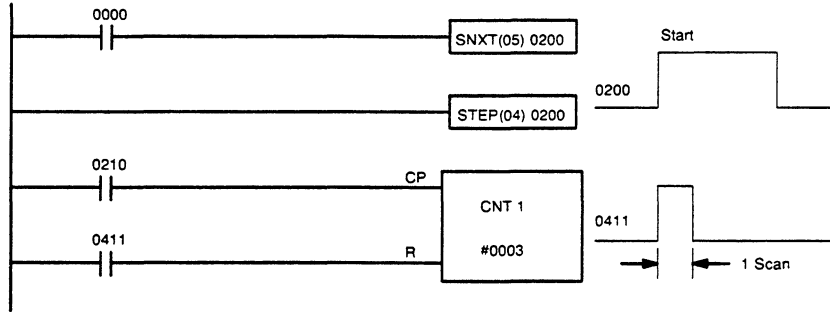 0000
SNXT(05) 0200
Start
0200
STEP(04) 0200
0210
CP
CNT 1
0411
0411
R
#0003
1 Scan